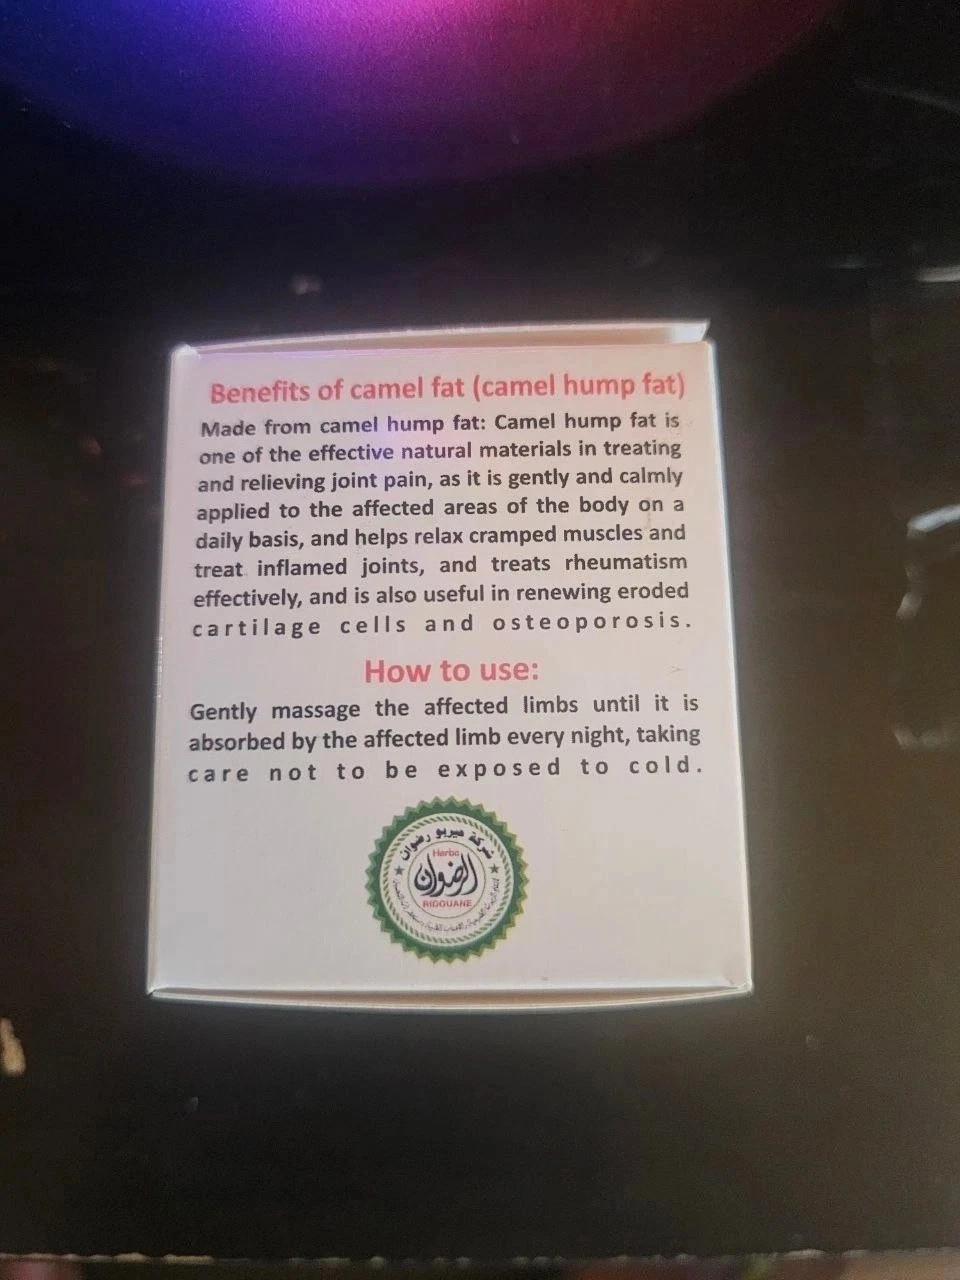 Benefits of camel fat (camel hump fat)
Made from camel hump fat: Camel hump fat is
one of the effective natural materials in treating
and relieving joint pain, as it is gently and calmly
applied to the affected areas of the body on a
daily basis, and helps relax cramped muscles and
treat inflamed joints, and treats rheumatism
effectively, and is also useful in renewing eroded
cartilage cells and osteoporosis.
How to use:
Gently massage the affected limbs until it is
absorbed by the affected limb every night, taking
care not to be exposed to cold.
شركة ميربو رضوان
Herbo
الرضوان
RIDOUANE